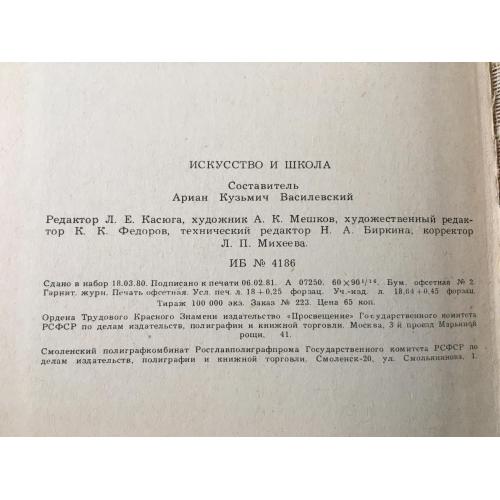 ИСКУССТВО И ШКОЛА
Составитель
Ариан Кузьмич Василевский
Редактор Л. Е. Касюга, художник А. К. Мешков, художественный редак-
тор К. К. Федоров, технический редактор Н. А. Биркина, корректор
Л. П. Михеева.
ИБ № 4186
Сдано в набор 18.03.80. Подписано к печати 06.02.81. А 07250. 60×90¹/₁₆. Бум. офсетная № 2.
Гарнит. журн. Печать офсетная. Усл. печ. л. 18+0,25 форзац. Уч.-изд. л. 18,64+0,45 форзац.
Тираж 100 000 экз. Заказ № 223. Цена 65 коп.
Ордена Трудового Красного Знамени издательство «Просвещение» Государственного комитета
РСФСР по делам издательств, полиграфии и книжной торговли. Москва, 3-й проезд Марьиной
рощи, 41.
Смоленский полиграфкомбинат Росглавполиграфпрома Государственного комитета РСФСР по
делам издательств, полиграфии и книжной торговли. Смоленск-20, ул. Смольянинова, 1.